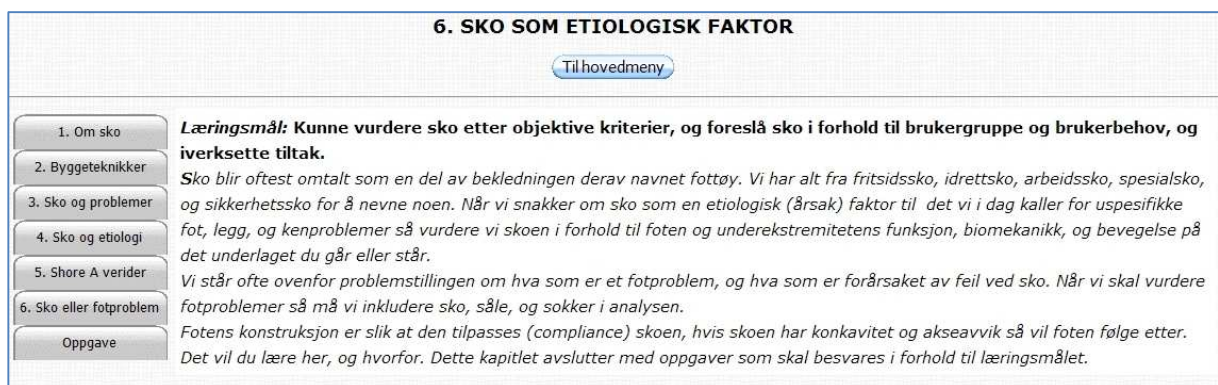 6. SKO SOM ETIOLOGISK FAKTOR
Til hovedmeny
1. Om sko
2. Byggeteknikker
3. Sko og problemer
4. Sko og etiologi
5. Shore A verider
6. Sko eller fotproblem
Oppgave
Læringsmål: Kunne vurdere sko etter objektive kriterier, og foreslå sko i forhold til brukergruppe og brukerbehov, og
iverksette tiltak.
Sko blir oftest omtalt som en del av bekledningen derav navnet fottøy. Vi har alt fra fritidssko, idrettsko, arbeidssko, spesialsko,
og sikkerhetssko for å nevne noen. Når vi snakker om sko som en etiologisk (årsak) faktor til det vi i dag kaller for uspesifikke
fot, legg, og kenproblemer så vurdere vi skoen i forhold til foten og underekstremitetens funksjon, biomekanikk, og bevegelse på
det underlaget du går eller står.
Vi står ofte ovenfor problemstillingen om hva som er et fotproblem, og hva som er forårsaket av feil ved sko. Når vi skal vurdere
fotproblemer så må vi inkludere sko, såle, og sokker i analysen.
Fotens konstruksjon er slik at den tilpasses (compliance) skoen, hvis skoen har konkavitet og akseavvik så vil foten følge etter.
Det vil du lære her, og hvorfor. Dette kapitlet avslutter med oppgaver som skal besvares i forhold til læringsmålet.